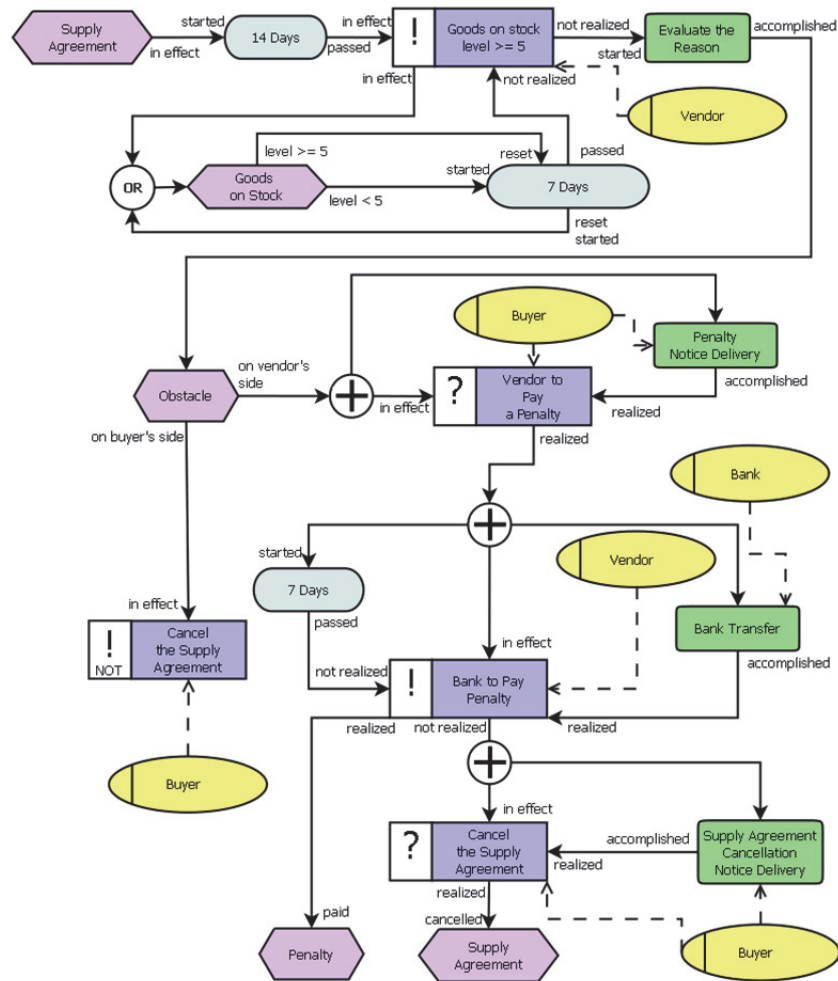 Supply
Agreement
started
in effect
14 Days
in effect
passed
!
Goods on stock
level >= 5
not realized
started
Evaluate the
Reason
accomplished
in effect
not realized
Vendor
level >= 5
reset
passed
OR
Goods
on Stock
started
level < 5
7 Days
reset
started
Buyer
Penalty
Notice Delivery
on vendor's
side
Obstacle
in effect
?
Vendor to
Pay
a Penalty
accomplished
realized
on buyer's side
realized
Bank
started
Vendor
7 Days
in effect
passed
Bank Transfer
!
NOT
Cancel
the Supply
Agreement
in effect
accomplished
not realized
!
Bank to Pay
Penalty
realized
not realized
realized
Buyer
in effect
?
Cancel
the Supply
Agreement
accomplished
realized
Supply Agreement
Cancellation
Notice Delivery
realized
paid
cancelled
Penalty
Supply
Agreement
Buyer